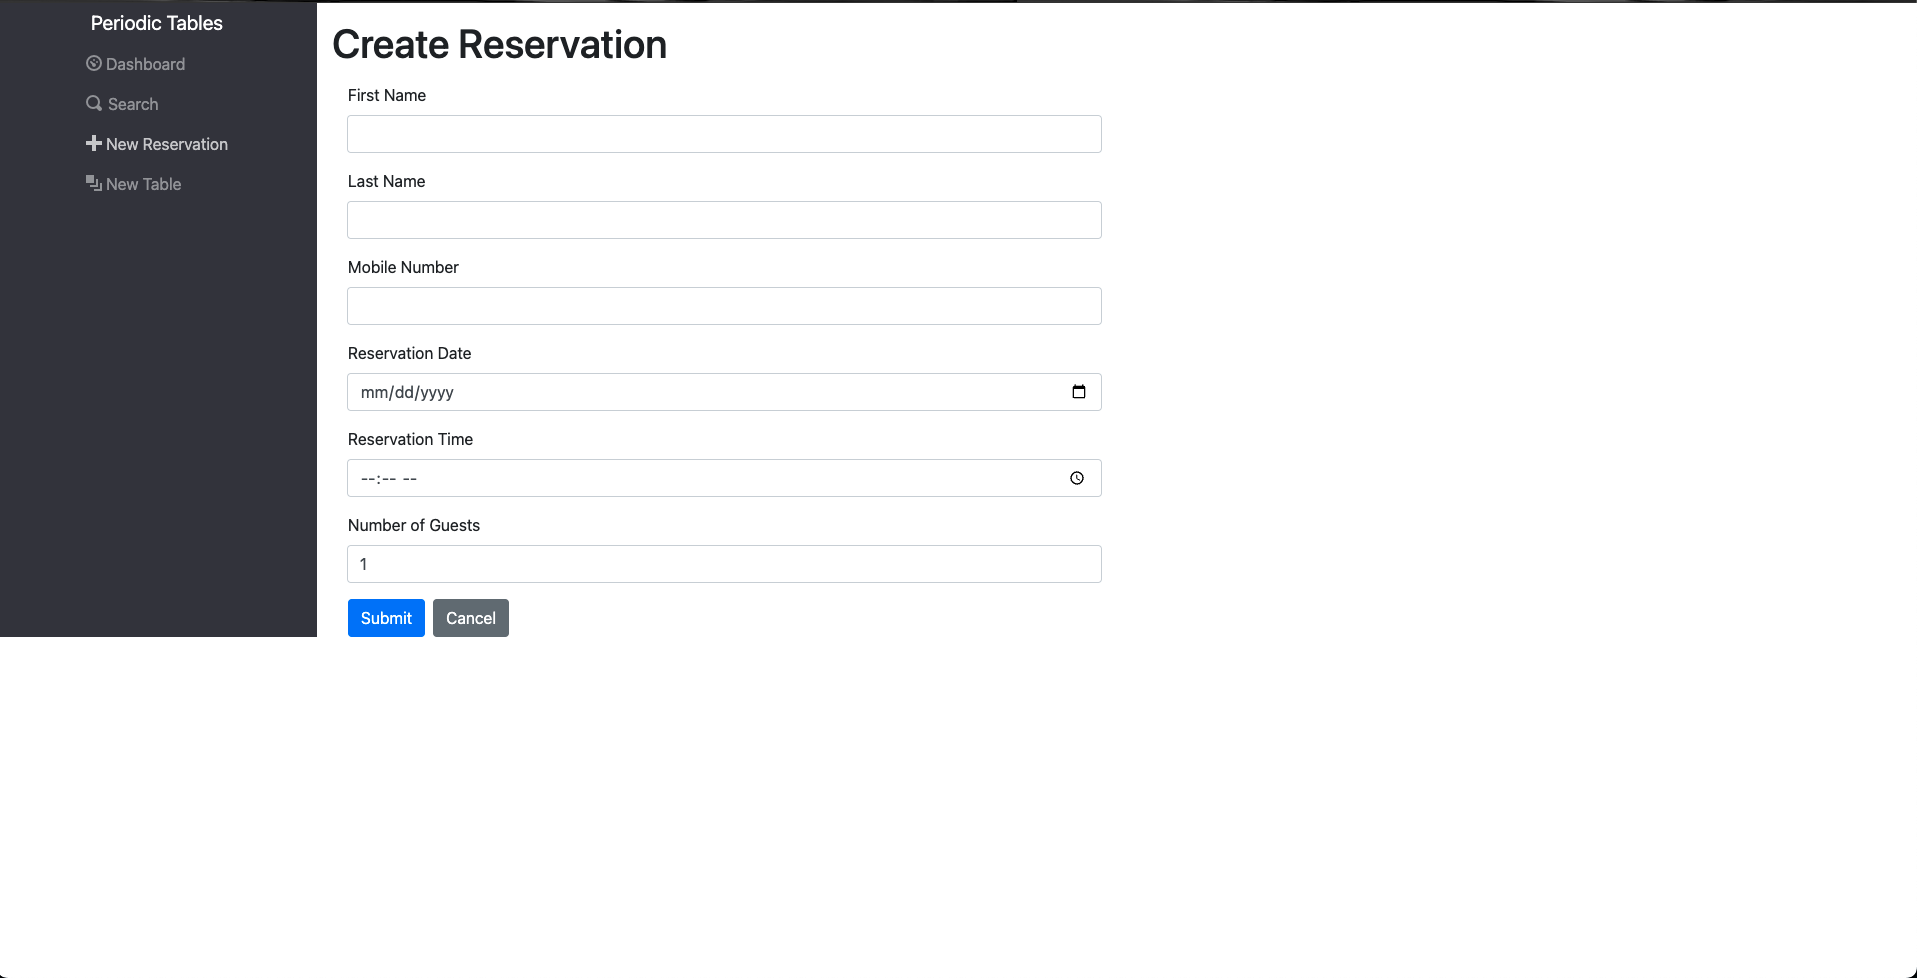 Periodic Tables
Dashboard
Search
New Reservation
New Table
Create Reservation
First Name
Last Name
Mobile Number
Reservation Date
mm/dd/yyyy
Reservation Time
--:-- --
Number of Guests
1
Submit Cancel